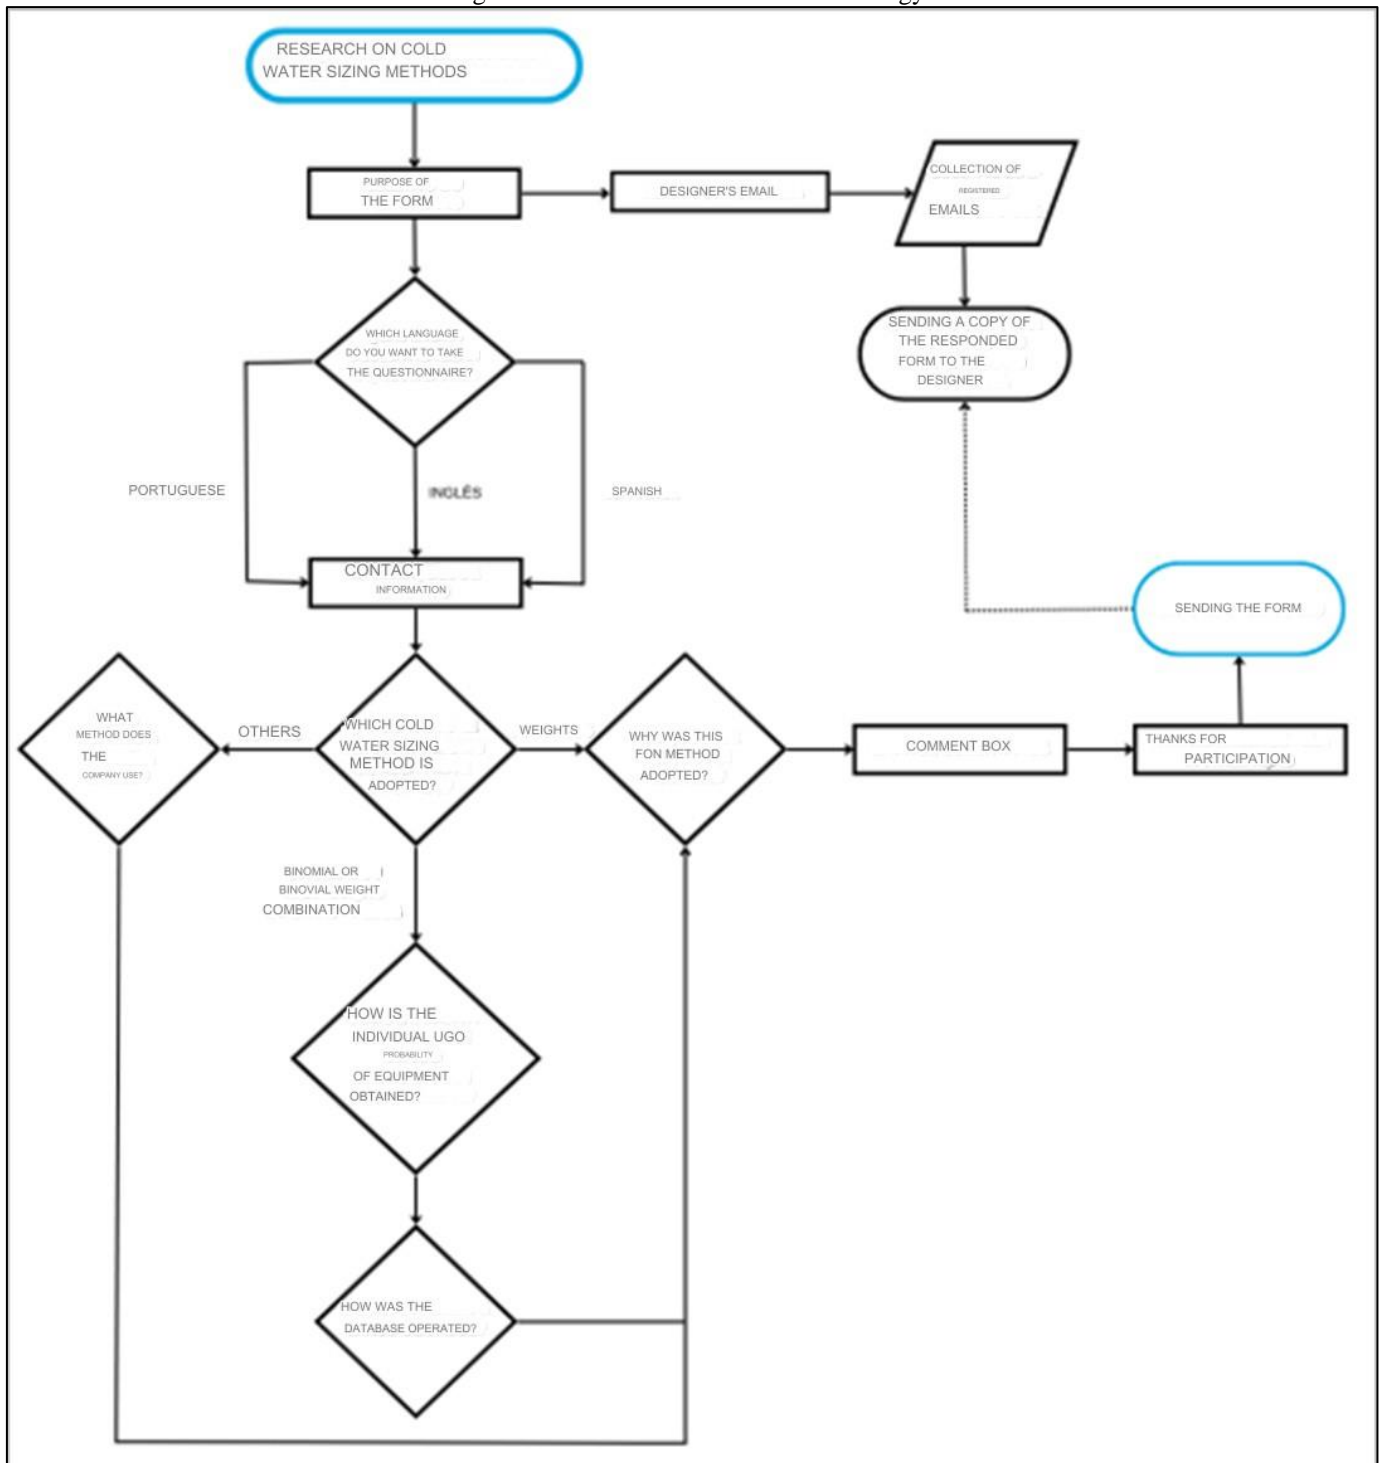 RESEARCH ON COLD
WATER SIZING METHODS
PURPOSE OF
THE FORM
DESIGNER'S EMAIL
COLLECTION OF
REGISTERED
EMAILS
SENDING A COPY OF
THE RESPONDED
FORM TO THE
DESIGNER
WHICH LANGUAGE
DO YOU WANT TO TAKE
THE QUESTIONNAIRE?
PORTUGUESE
INGLÊS
SPANISH
CONTACT
INFORMATION
SENDING THE FORM
WHAT
METHOD DOES
THE
COMPANY USE?
OTHERS
WHICH COLD
WATER SIZING
METHOD IS
ADOPTED?
WEIGHTS
WHY WAS THIS
FON METHOD
ADOPTED?
COMMENT BOX
THANKS FOR
PARTICIPATION
BINOMIAL OR
BINOVIAL WEIGHT
COMBINATION
HOW IS THE
INDIVIDUAL UGO
PROBABILITY
OF EQUIPMENT
OBTAINED?
HOW WAS THE
DATABASE OPERATED?